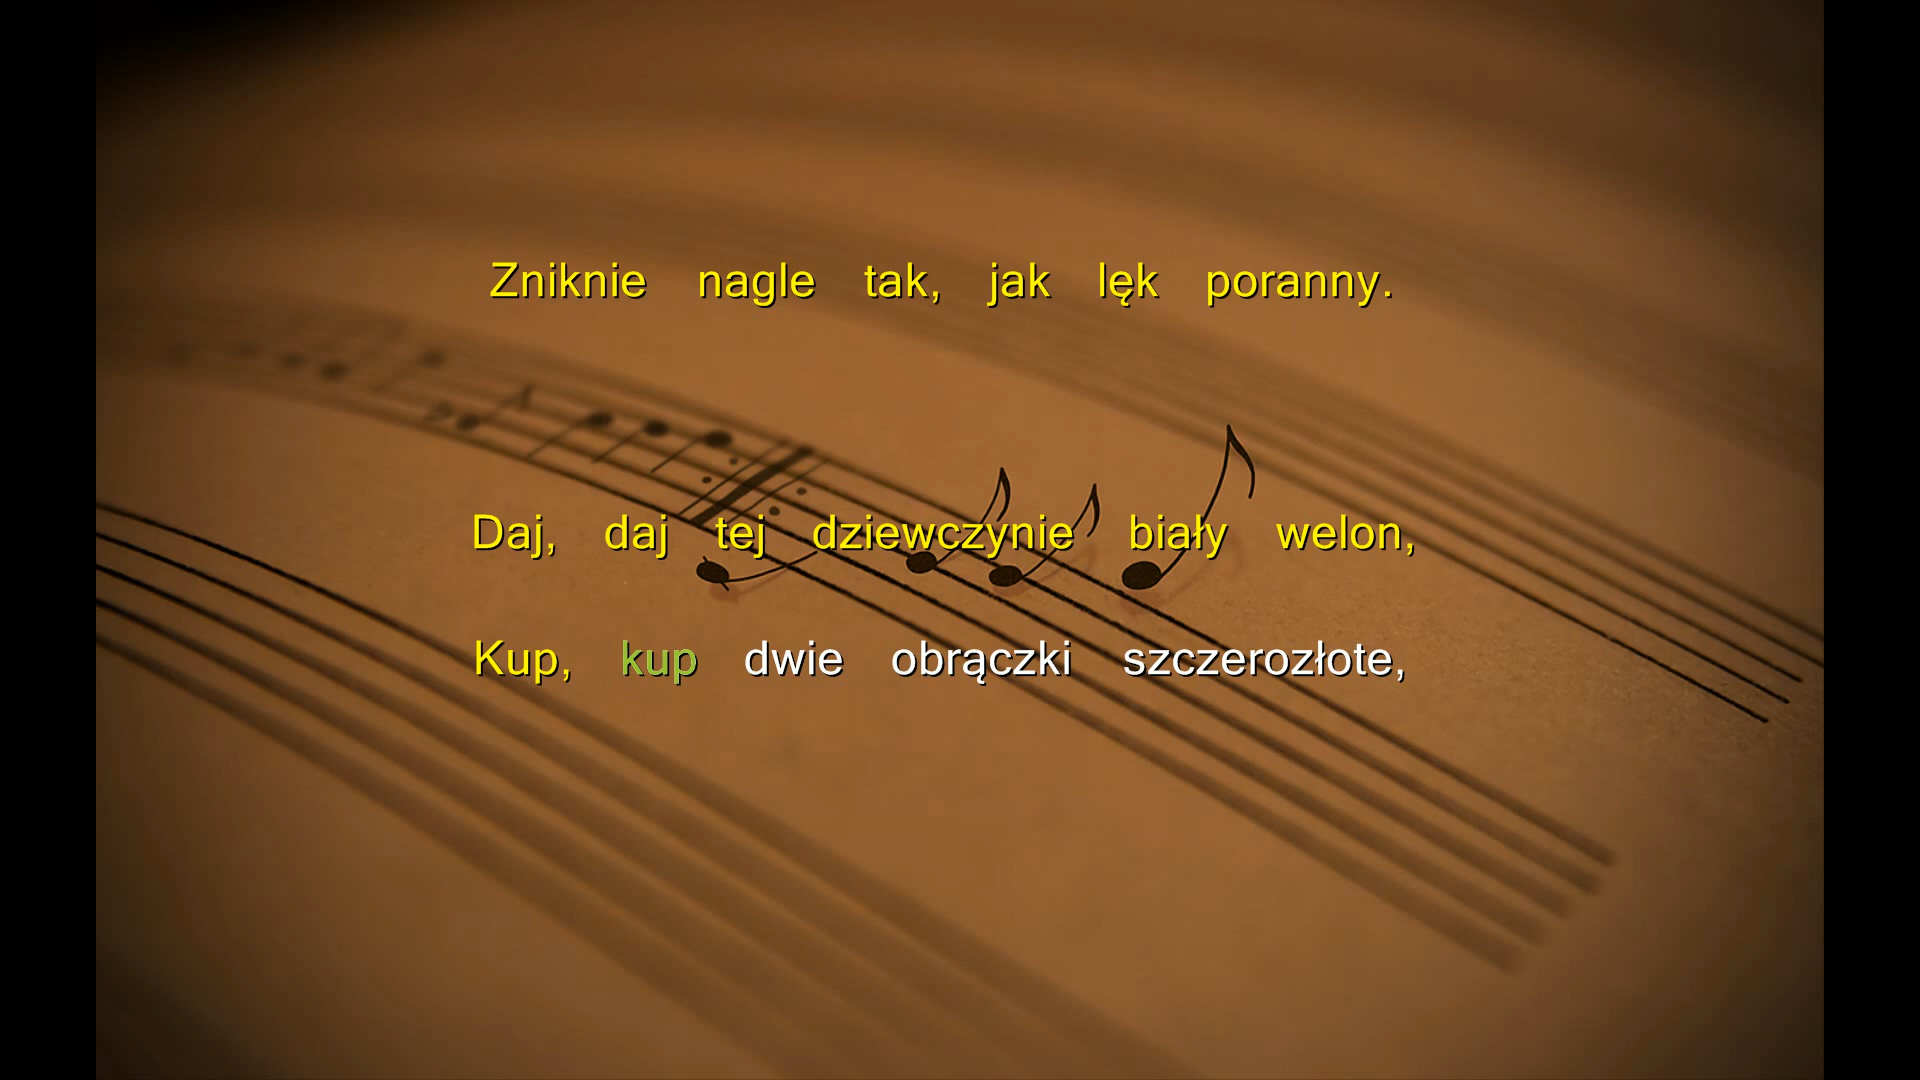 Zniknie nagle tak, jak lęk poranny.
Daj, daj tej dziewczynie biały welon,
Kup, kup dwie obrączki szczerozłote,